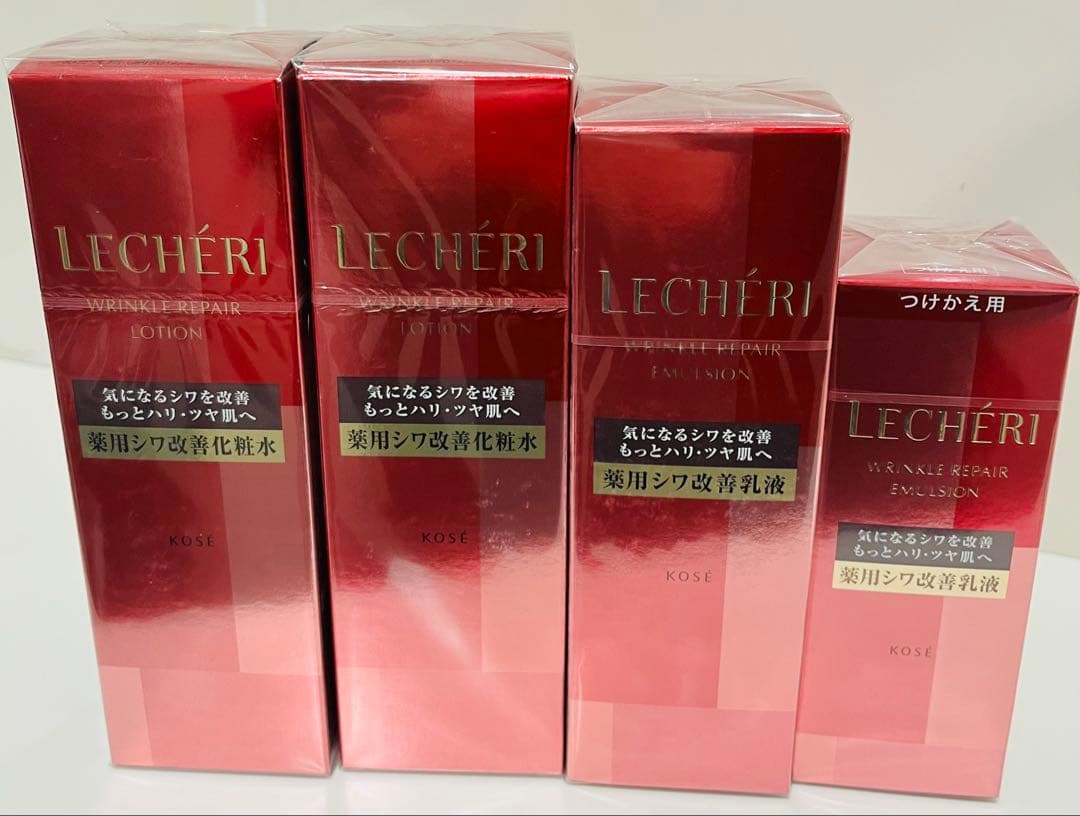 LECHÉRI
WRINKLE REPAIR
LOTION
気になるシワを改善
もっとハリ・ツヤ肌へ
薬用シワ改善化粧水
KOSÉ
LECHÉRI
WRINKLE REPAIR
LOTION
気になるシワを改善
もっとハリ・ツヤ肌へ
薬用シワ改善化粧水
KOSÉ
LECHÉRI
WRINKLE REPAIR
EMULSION
気になるシワを改善
もっとハリ・ツヤ肌へ
薬用シワ改善乳液
KOSÉ
つけかえ用
つけかえ用
LECHÉRI
WRINKLE REPAIR
EMULSION
気になるシワを改善
もっとハリ・ツヤ肌へ
薬用シワ改善乳液
KOSÉ